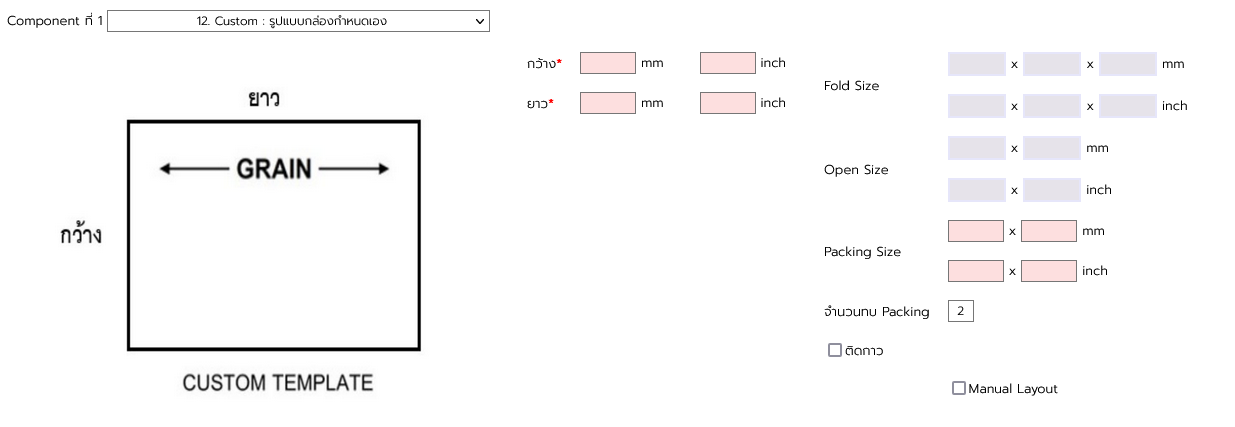 Component ที่ 1 12. Custom : รูปแบบกล่องกำหนดเอง
ยาว
GRAIN
กว้าง
CUSTOM TEMPLATE
กว้าง* mm inch
ยาว* mm inch
Fold Size
x x mm
x x inch
Open Size
x mm
x inch
Packing Size
x mm
x inch
จำนวนทบ Packing 2
ติดกาว
Manual Layout